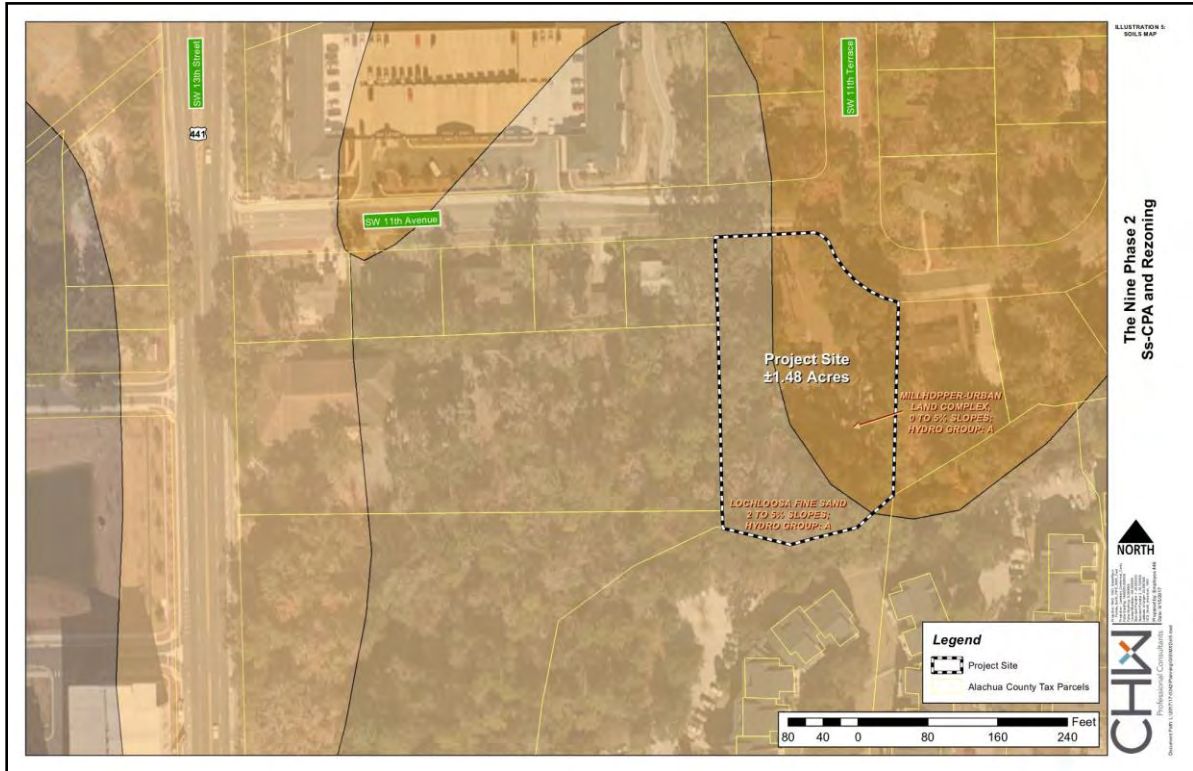 ILLUSTRATION 5:
SOILS MAP
SW 13th Street
441
SW 11th Terrace
SW 11th Avenue
Project Site
±1.48 Acres
MILLHOPPER-URBAN
LAND COMPLEX,
0 TO 5% SLOPES;
HYDRO GROUP: A
LOCHLOOSA FINE SAND
2 TO 5% SLOPES;
HYDRO GROUP: A
The Nine Phase 2
Ss-CPA and Rezoning
NORTH
CHW
Professional Consultants
Legend
Project Site
Alachua County Tax Parcels
Feet
80 40 0 80 160 240